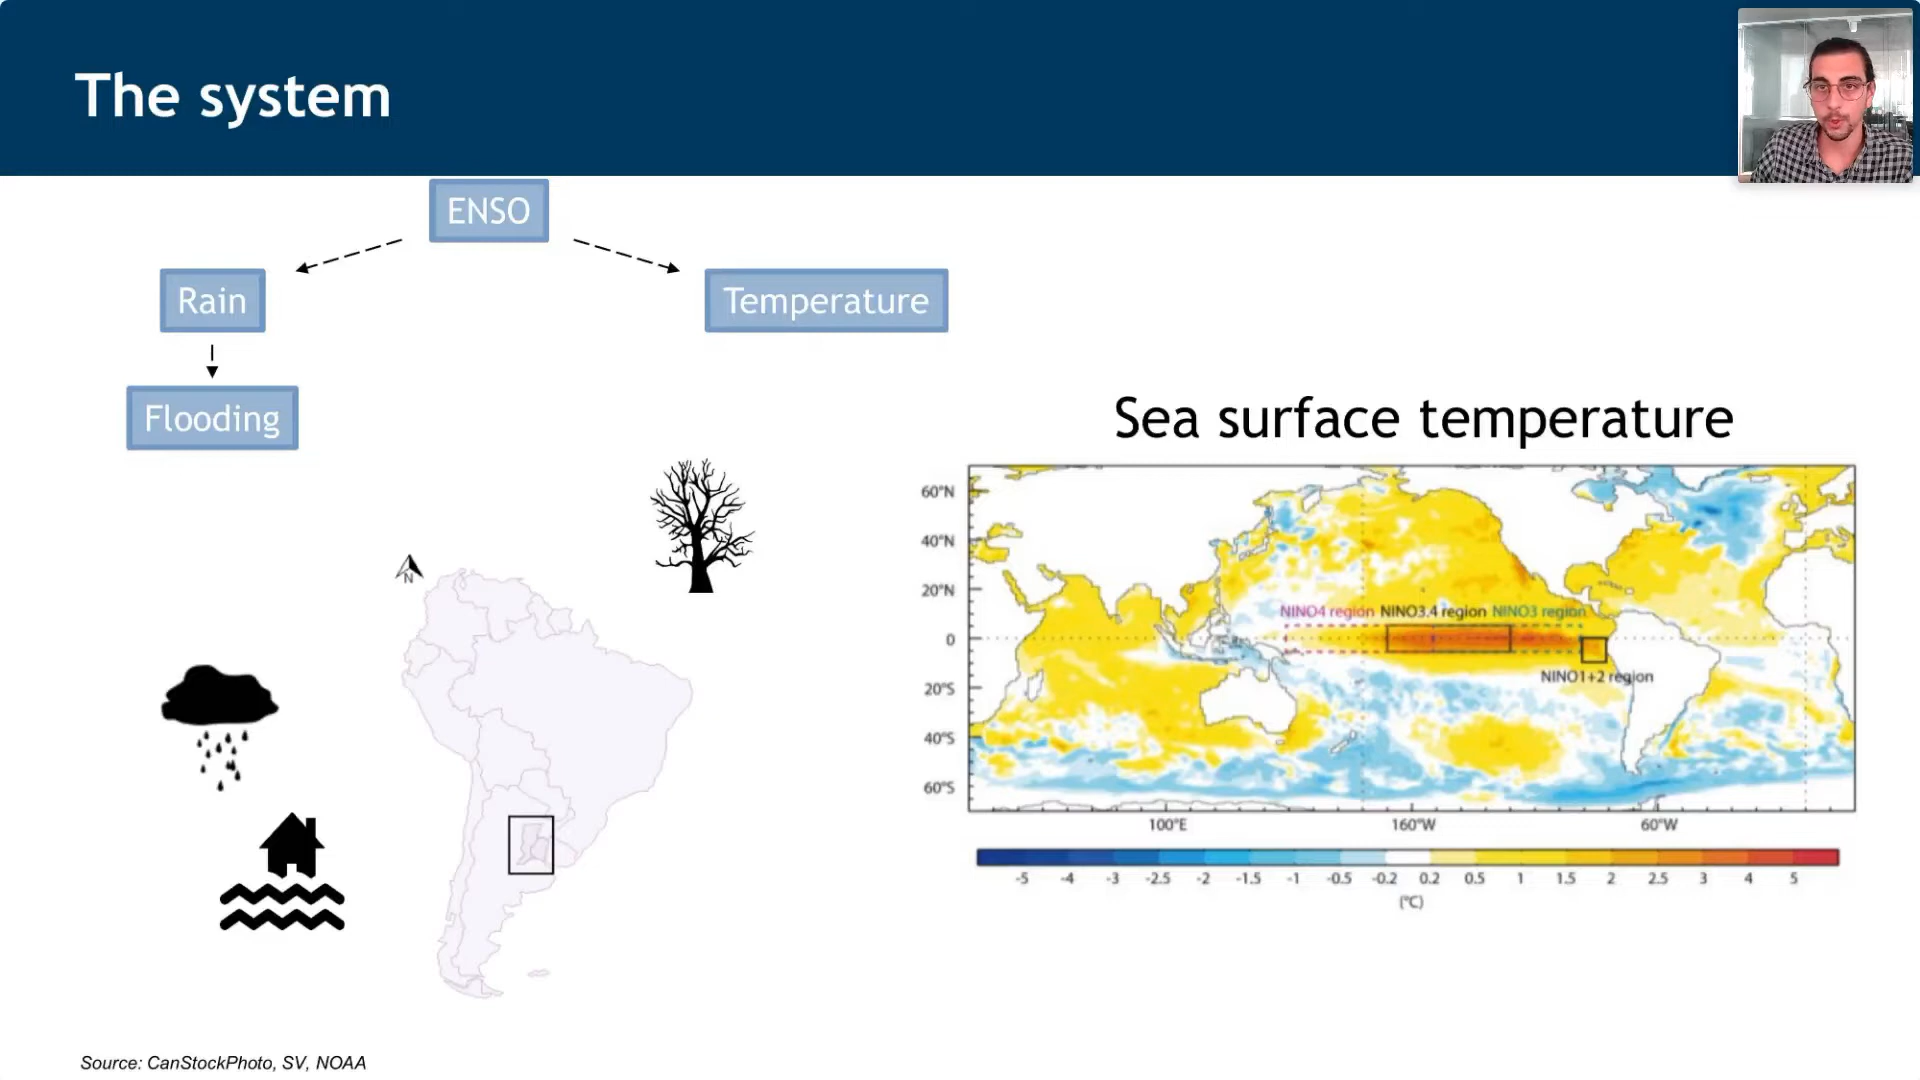 The system
ENSO
Rain
Temperature
Flooding
N
Sea surface temperature
60°N
40°N
20°N
0
20°S
40°S
60°S
NINO4 region NINO3.4 region NINO3 region
NINO1+2 region
100°E 160°W 60°W
-5 -4 -3 -2.5 -2 -1.5 -1 -0.5 -0.2 0.2 0.5 1 1.5 2 2.5 3 4 5
(°C)
Source: CanStockPhoto, SV, NOAA